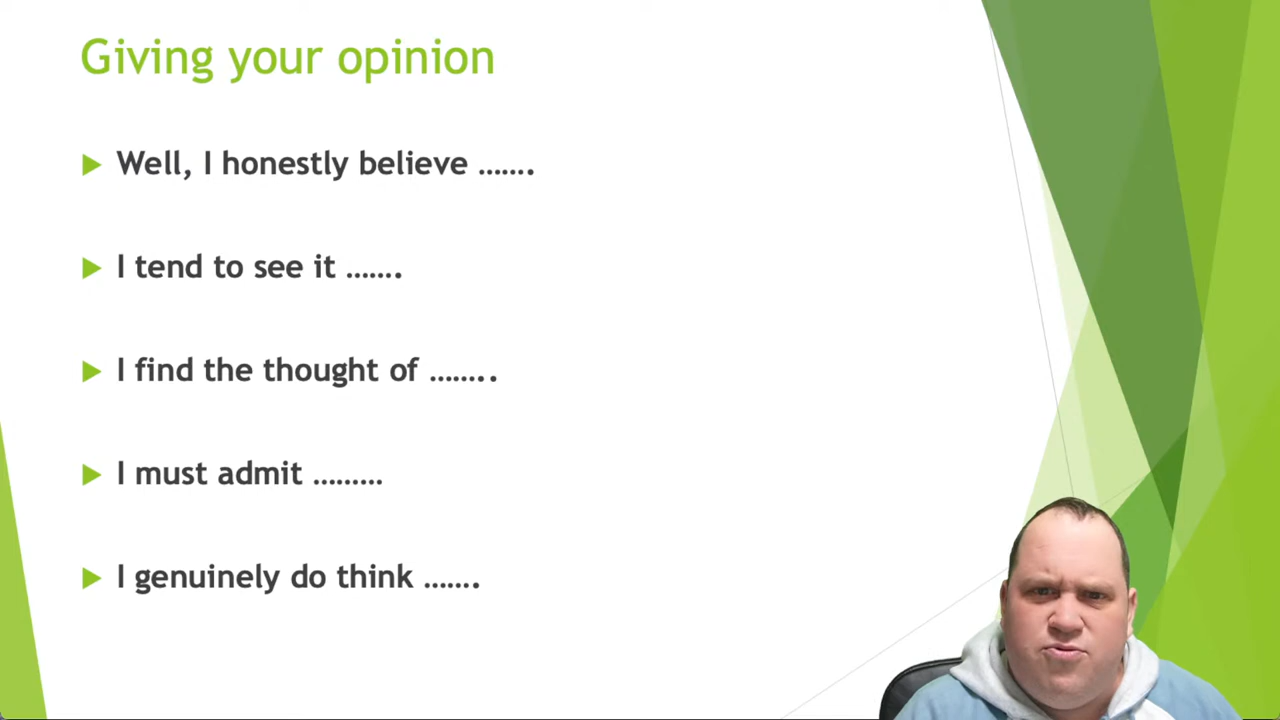 Giving your opinion
Well, I honestly believe .......
I tend to see it .......
I find the thought of ........
I must admit .........
I genuinely do think .......